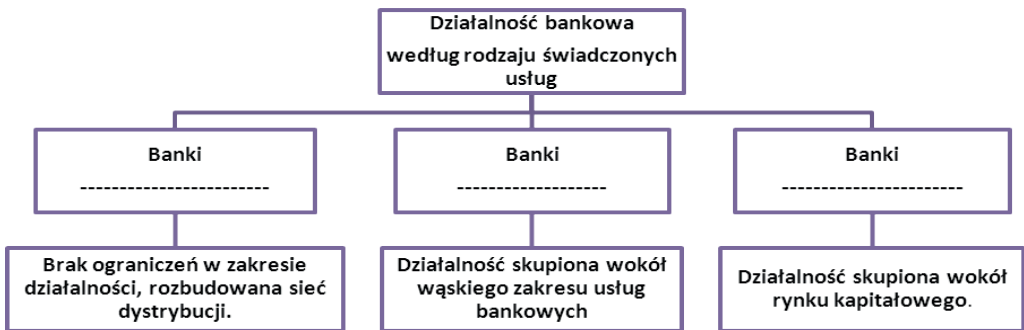 Działalność bankowa
według rodzaju świadczonych
usług
Banki
------------------------
Banki
-------------------
Banki
-----------------------
Brak ograniczeń w zakresie
działalności, rozbudowana sieć
dystrybucji.
Działalność skupiona wokół
wąskiego zakresu usług
bankowych
Działalność skupiona wokół
rynku kapitałowego.